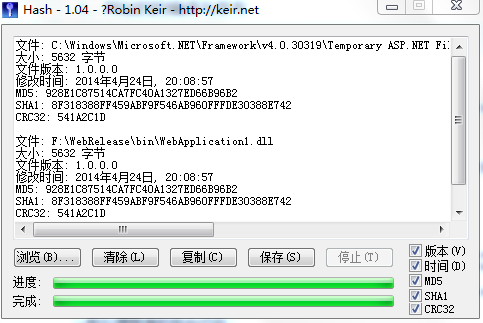 Hash - 1.04 - ?Robin Keir - http://keir.net
文件: C:\Windows\Microsoft.NET\Framework\v4.0.30319\Temporary ASP.NET Fi
大小: 5632 字节
文件版本: 1.0.0.0
修改时间: 2014年4月24日, 20:08:57
MD5: 928E1C87514CA7FC40A1327ED66B96B2
SHA1: 8F318388FF459ABF9F546AB960FFFDE30388E742
CRC32: 541A2C1D
文件: F:\WebRelease\bin\WebApplication1.dll
大小: 5632 字节
文件版本: 1.0.0.0
修改时间: 2014年4月24日, 20:08:57
MD5: 928E1C87514CA7FC40A1327ED66B96B2
SHA1: 8F318388FF459ABF9F546AB960FFFDE30388E742
CRC32: 541A2C1D
浏览(B)... 清除(L) 复制(C) 保存(S) 停止(T)
版本(V)
时间(D)
MD5
SHA1
CRC32
进度:
完成: